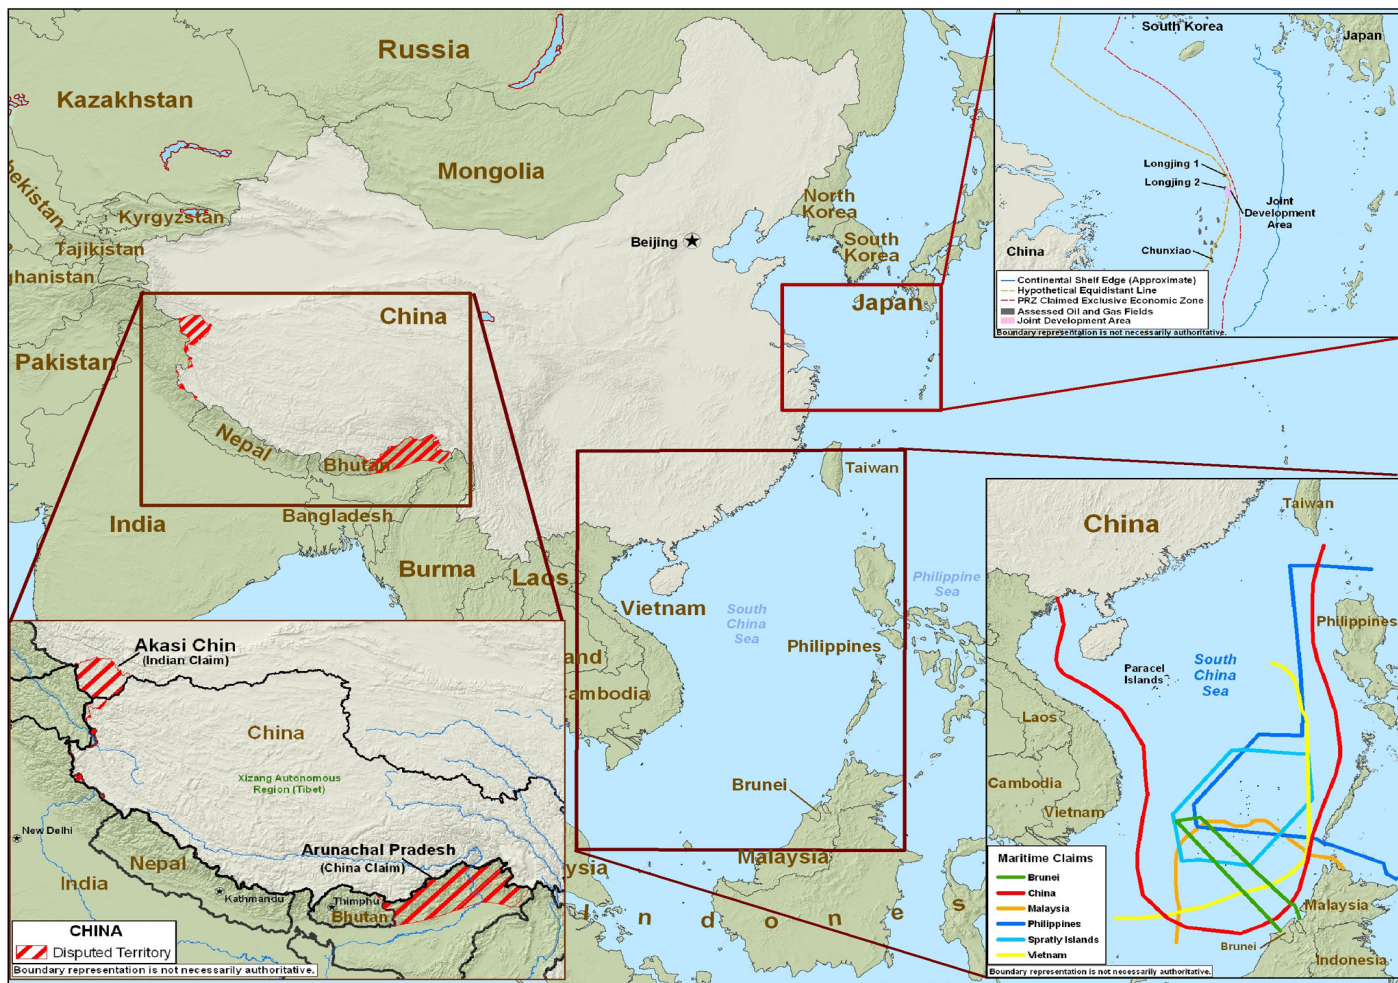 Russia
Kazakhstan
Mongolia
bekistan
Kyrgyzstan
Tajikistan
ghanistan
North
Korea
South
Korea
Beijing
Japan
China
Pakistan
Nepal
Bhutan
India
Bangladesh
Burma
Laos
Vietnam
Taiwan
South
China
Sea
Philippine
Sea
Philippines
and
Cambodia
Brunei
Malaysia
ysia
I n d o n e s
South Korea
Japan
Longjing 1
Longjing 2
Joint
Development
Area
China
Chunxiao
Continental Shelf Edge (Approximate)
Hypothetical Equidistant Line
PRZ Claimed Exclusive Economic Zone
Assessed Oil and Gas Fields
Joint Development Area
Boundary representation is not necessarily authoritative.
Akasi Chin
(Indian Claim)
China
Xizang Autonomous
Region (Tibet)
New Delhi
Nepal
India
Kathmandu
Arunachal Pradesh
(China Claim)
Thimphu
Bhutan
CHINA
Disputed Territory
Boundary representation is not necessarily authoritative.
China
Taiwan
Philippines
Paracel
Islands
South
China
Sea
Laos
Cambodia
Vietnam
Maritime Claims
Brunei
China
Malaysia
Philippines
Spratly Islands
Vietnam
Malaysia
Brunei
Indonesia
Boundary representation is not necessarily authoritative.